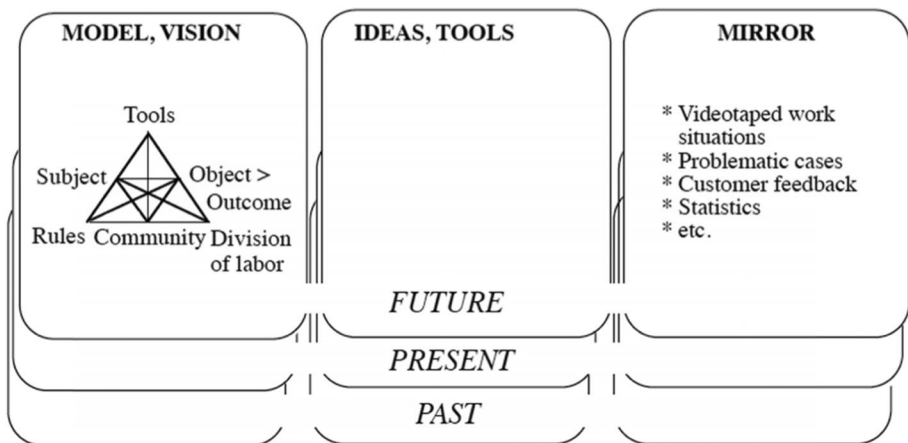 MODEL, VISION
Tools
Subject
Object >
Outcome
Rules
Community
Division
of labor
IDEAS, TOOLS
MIRROR
* Videotaped work
situations
* Problematic cases
* Customer feedback
* Statistics
* etc.
FUTURE
PRESENT
PAST